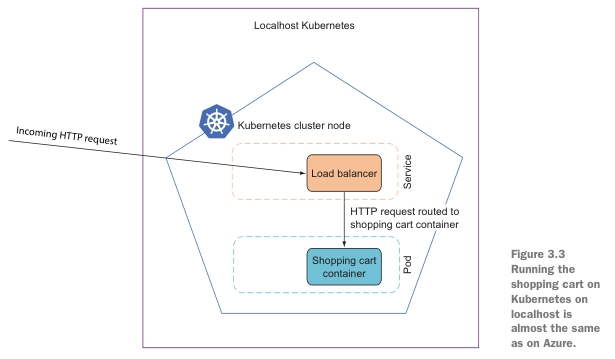 Localhost Kubernetes
Kubernetes cluster node
Incoming HTTP request
Load balancer
Service
HTTP request routed to
shopping cart container
Shopping cart
container
Pod
Figure 3.3
Running the
shopping cart on
Kubernetes on
localhost is
almost the same
as on Azure.